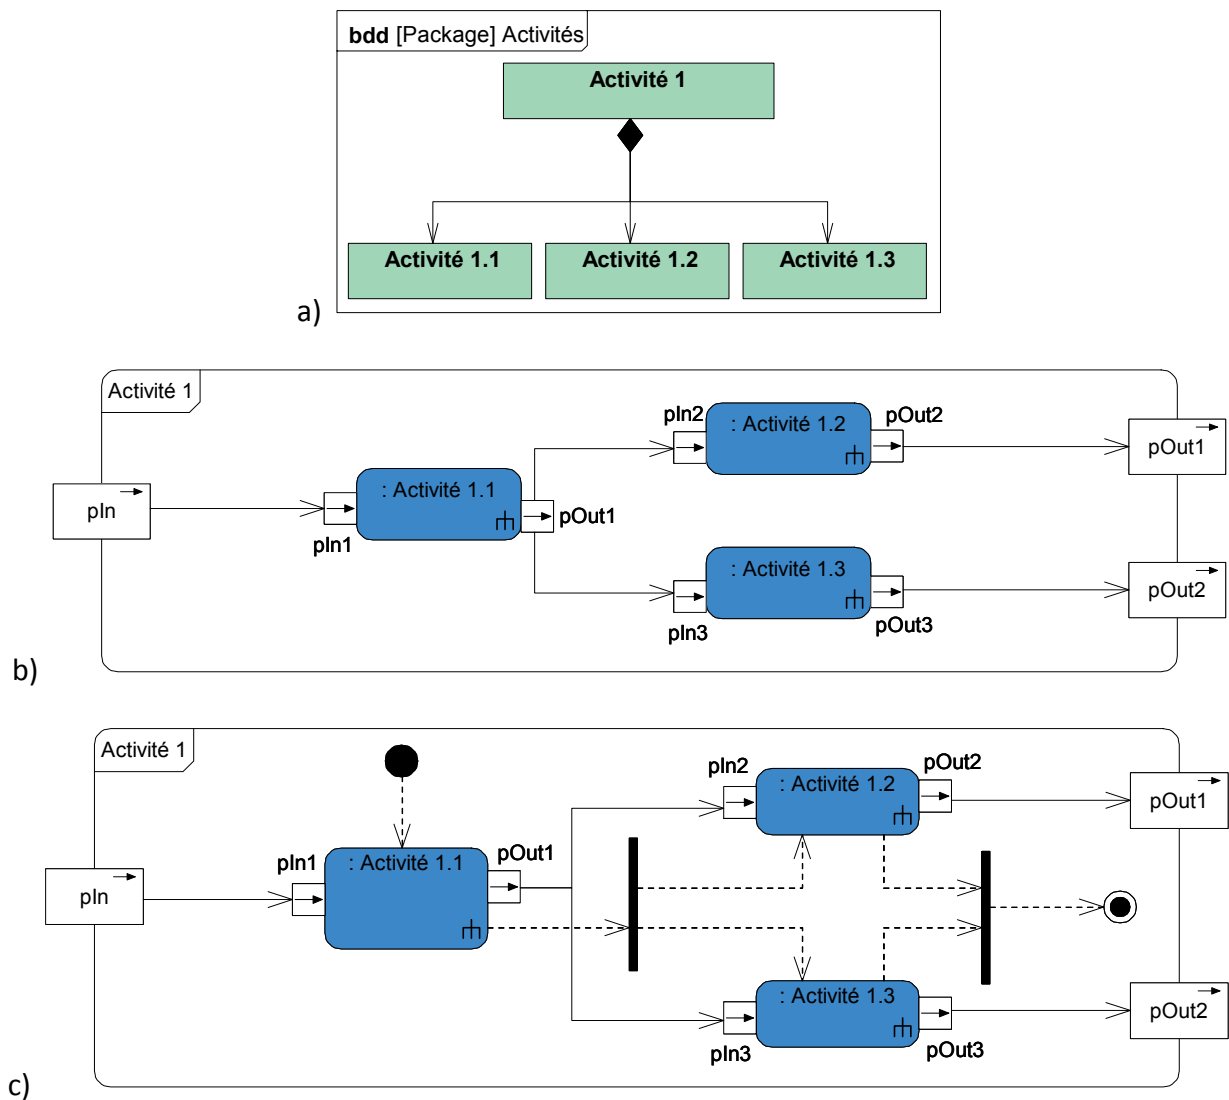 bdd [Package] Activités
Activité 1
Activité 1.1
Activité 1.2
Activité 1.3
a)
Activité 1
pIn
pIn1
: Activité 1.1
pOut1
pIn2
: Activité 1.2
pOut2
pOut1
pIn3
: Activité 1.3
pOut3
pOut2
b)
Activité 1
pIn
pIn1
: Activité 1.1
pOut1
pIn2
: Activité 1.2
pOut2
pOut1
pIn3
: Activité 1.3
pOut3
pOut2
c)